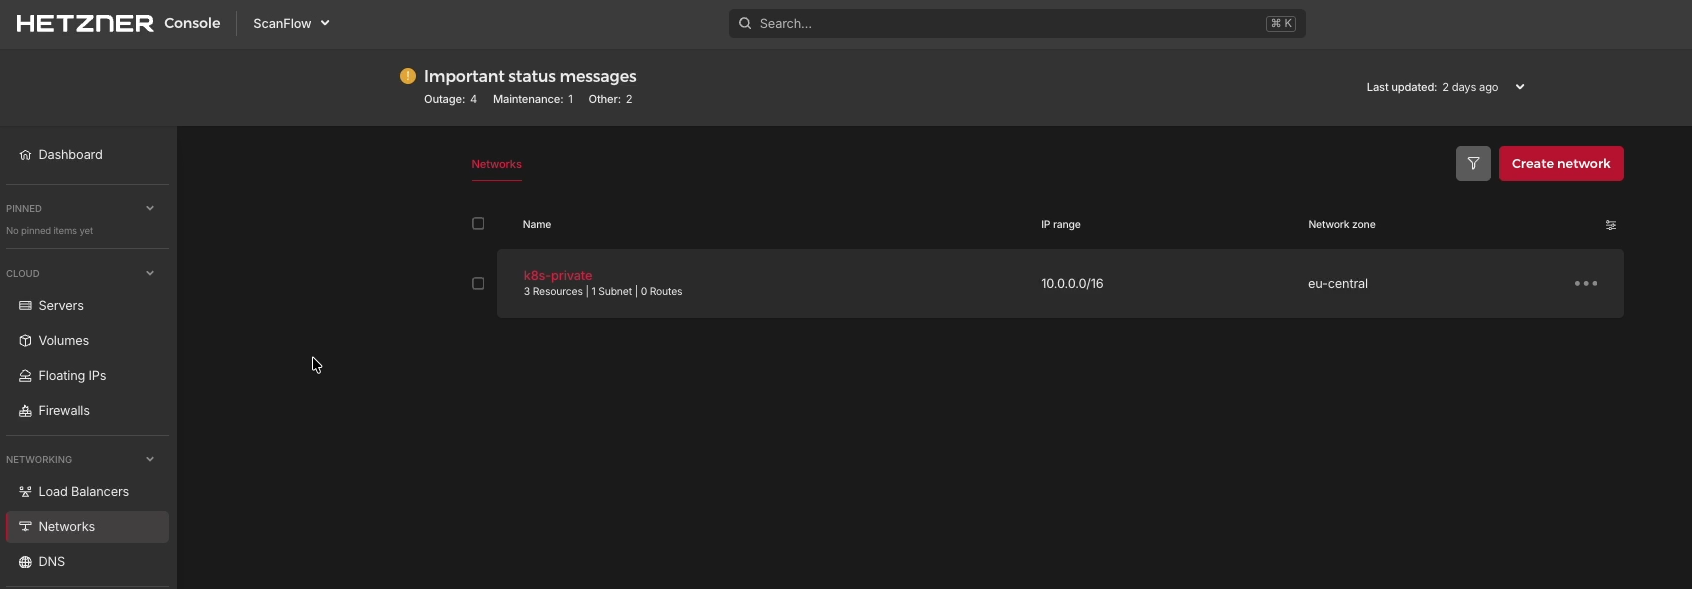 HETZNER Console ScanFlow Search... ⌘ K
Important status messages
Outage: 4 Maintenance: 1 Other: 2
Last updated: 2 days ago
Dashboard
PINNED
No pinned items yet
CLOUD
Servers
Volumes
Floating IPs
Firewalls
NETWORKING
Load Balancers
Networks
DNS
Networks
Create network
Name IP range Network zone
k8s-private
3 Resources | 1 Subnet | 0 Routes
10.0.0.0/16
eu-central